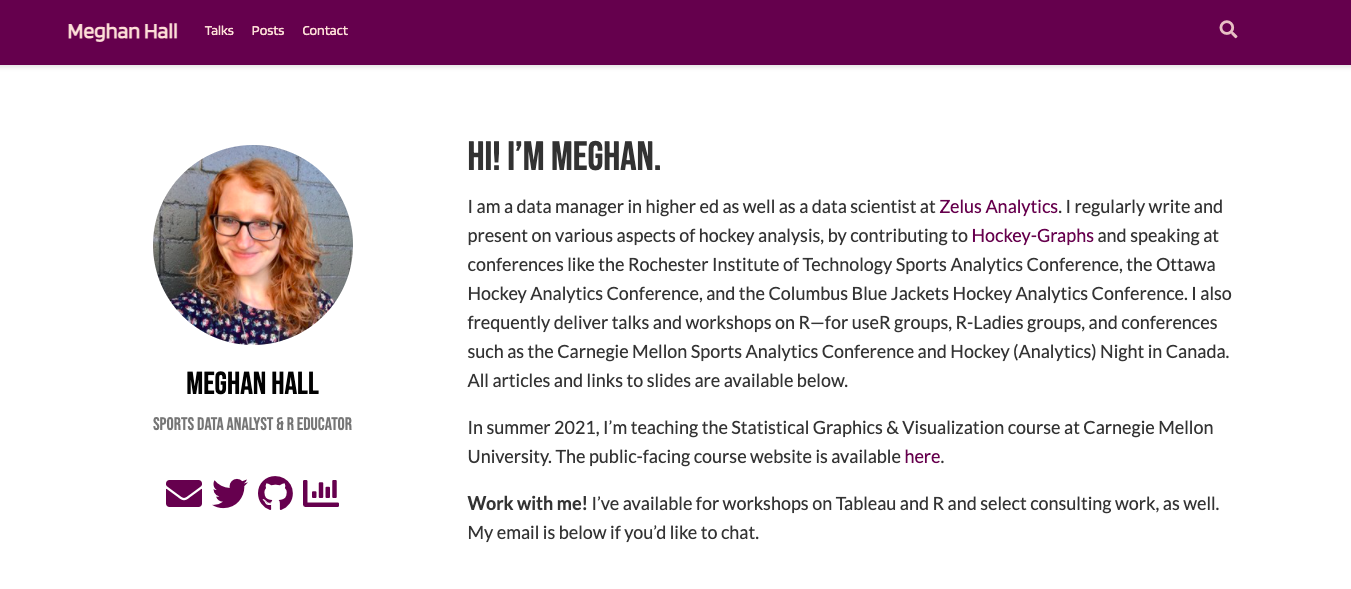 Meghan Hall
Talks
Posts
Contact
MEGHAN HALL
SPORTS DATA ANALYST & R EDUCATOR
HI! I’M MEGHAN.
I am a data manager in higher ed as well as a data scientist at Zelus Analytics. I regularly write and
present on various aspects of hockey analysis, by contributing to Hockey-Graphs and speaking at
conferences like the Rochester Institute of Technology Sports Analytics Conference, the Ottawa
Hockey Analytics Conference, and the Columbus Blue Jackets Hockey Analytics Conference. I also
frequently deliver talks and workshops on R—for useR groups, R-Ladies groups, and conferences
such as the Carnegie Mellon Sports Analytics Conference and Hockey (Analytics) Night in Canada.
All articles and links to slides are available below.
In summer 2021, I’m teaching the Statistical Graphics & Visualization course at Carnegie Mellon
University. The public-facing course website is available here.
Work with me! I’ve available for workshops on Tableau and R and select consulting work, as well.
My email is below if you’d like to chat.